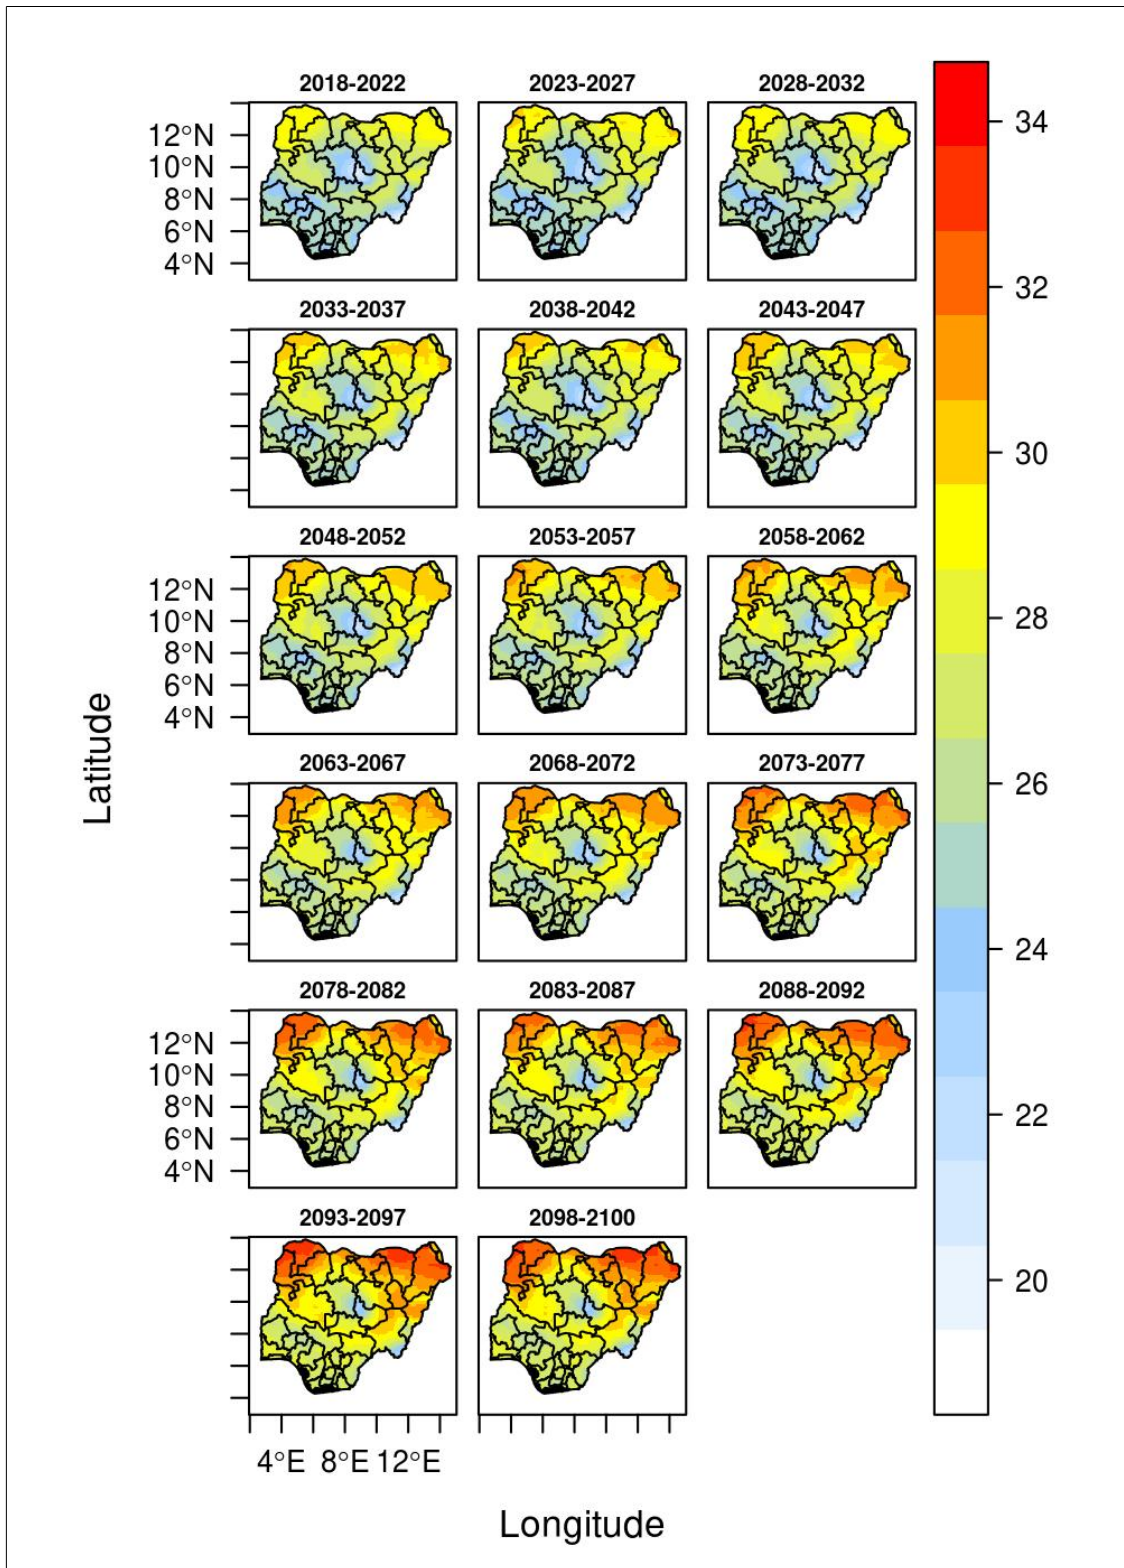 2018-2022 2023-2027 2028-2032
12°N
10°N
8°N
6°N
4°N
2033-2037 2038-2042 2043-2047
2048-2052 2053-2057 2058-2062
12°N
10°N
8°N
6°N
4°N
2063-2067 2068-2072 2073-2077
2078-2082 2083-2087 2088-2092
12°N
10°N
8°N
6°N
4°N
2093-2097 2098-2100
4°E 8°E 12°E
Longitude
Latitude
34
32
30
28
26
24
22
20